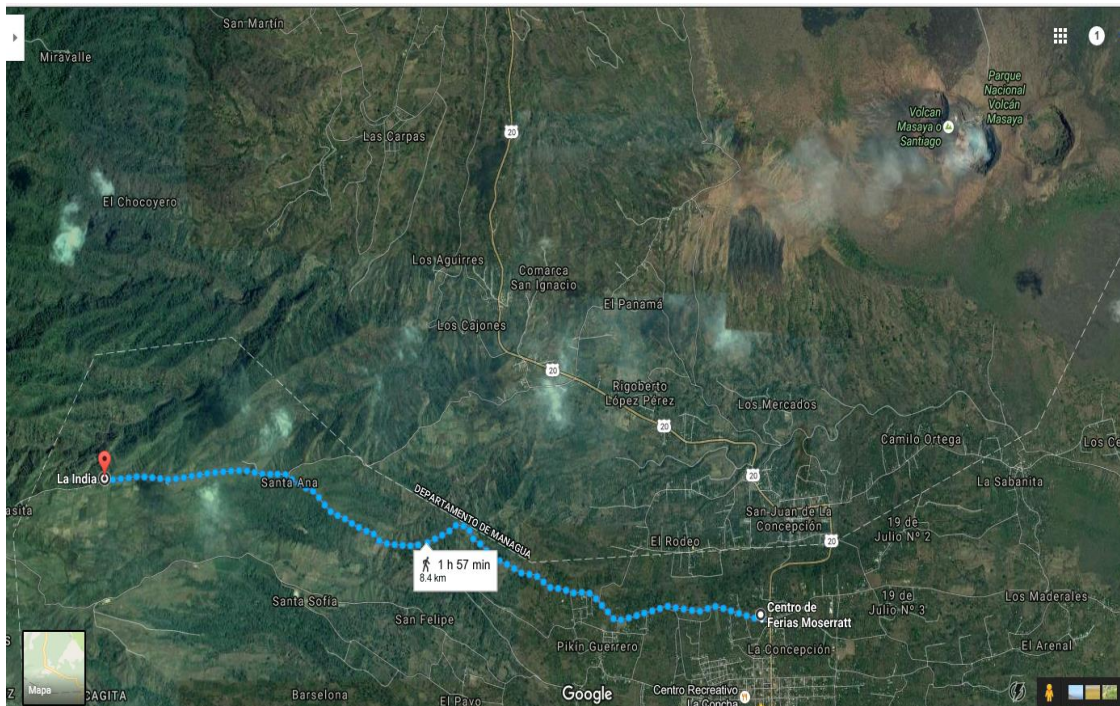 San Martín
1
Miravalle
Parque
Nacional
Volcán
Masaya
Volcan
Masaya o
Santiago
20
Las Carpas
El Chocoyero
Los Aguirres
Comarca
San Ignacio
El Panamá
Los Cajones
20
Rigoberto
López Pérez
Los Mercados
20
Camilo Ortega
La India
Santa Ana
20
La Sabanita
DEPARTAMENTO DE MANAGUA
San Juan de La
Concepción
19 de
Julio Nº 2
El Rodeo
20
1 h 57 min
8.4 km
Santa Sofía
San Felipe
Centro de
Ferias Moserratt
19 de
Julio Nº 3
Los Maderales
Pikín Guerrero
La Concepción
El Arenal
Mapa
CAGITA
Barselona
El Pavo
Google
Centro Recreativo
La Concha